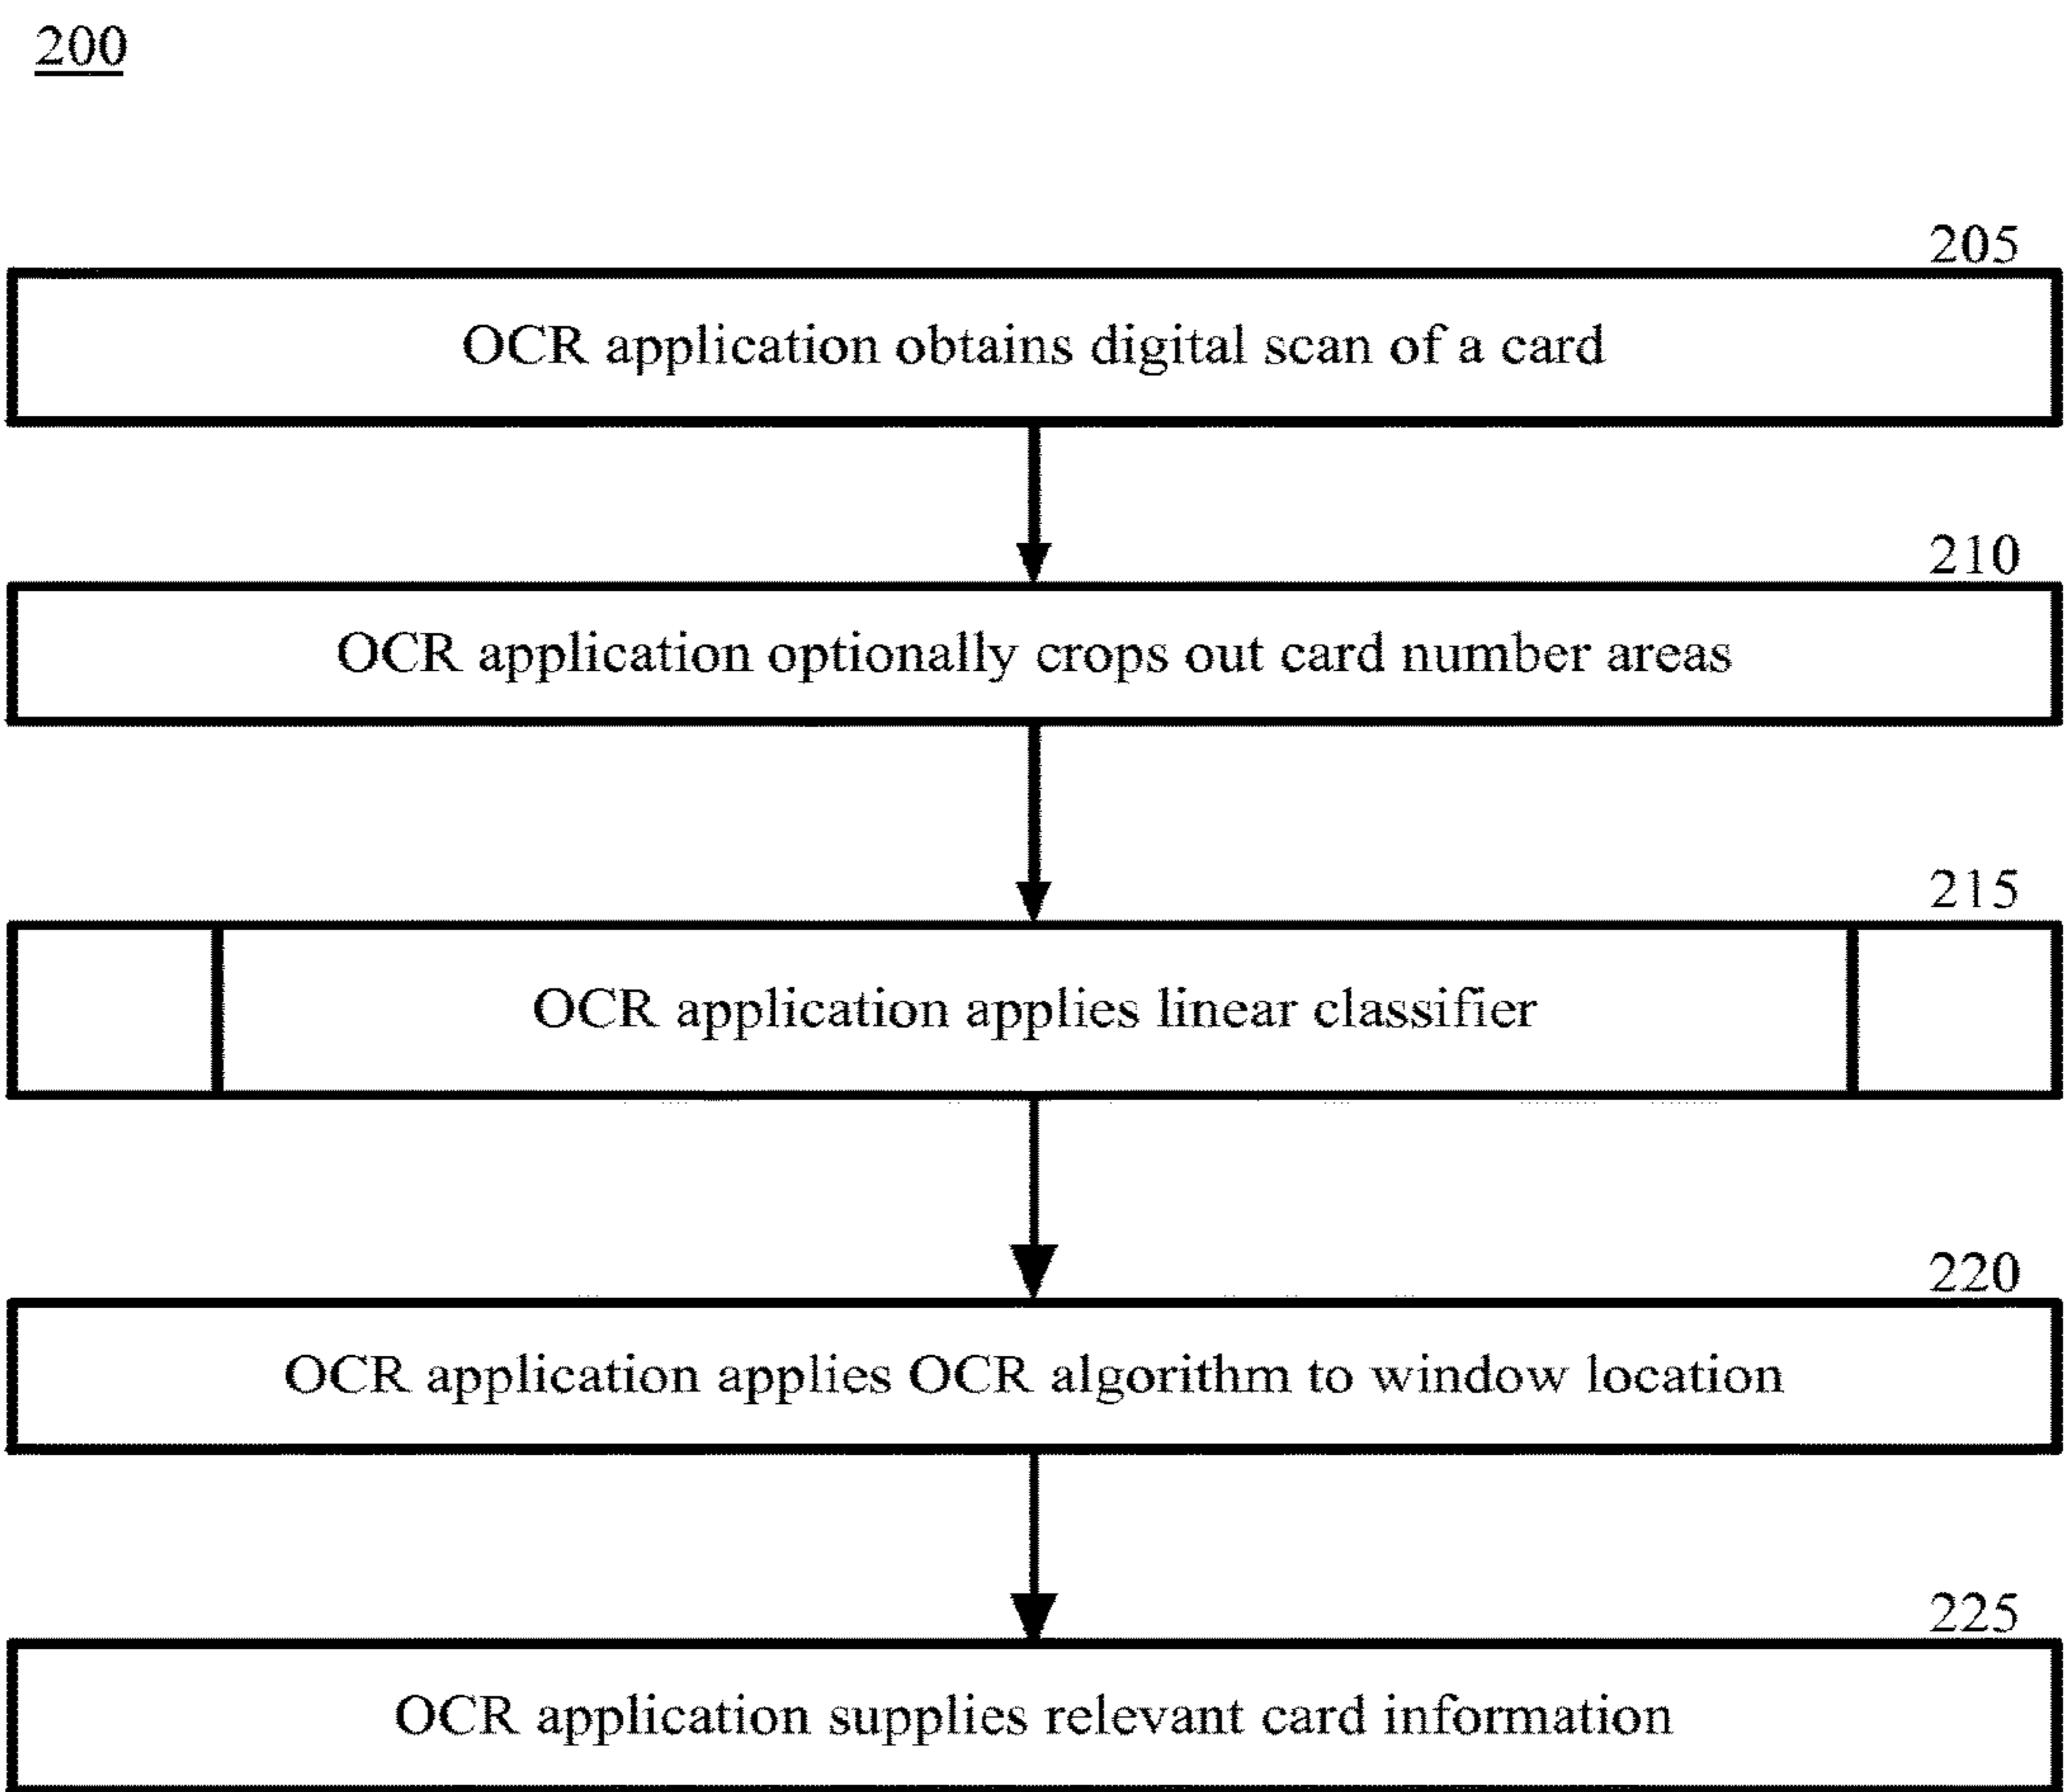 200
205
OCR application obtains digital scan of a card
210
OCR application optionally crops out card number areas
215
OCR application applies linear classifier
220
OCR application applies OCR algorithm to window location
225
OCR application supplies relevant card information